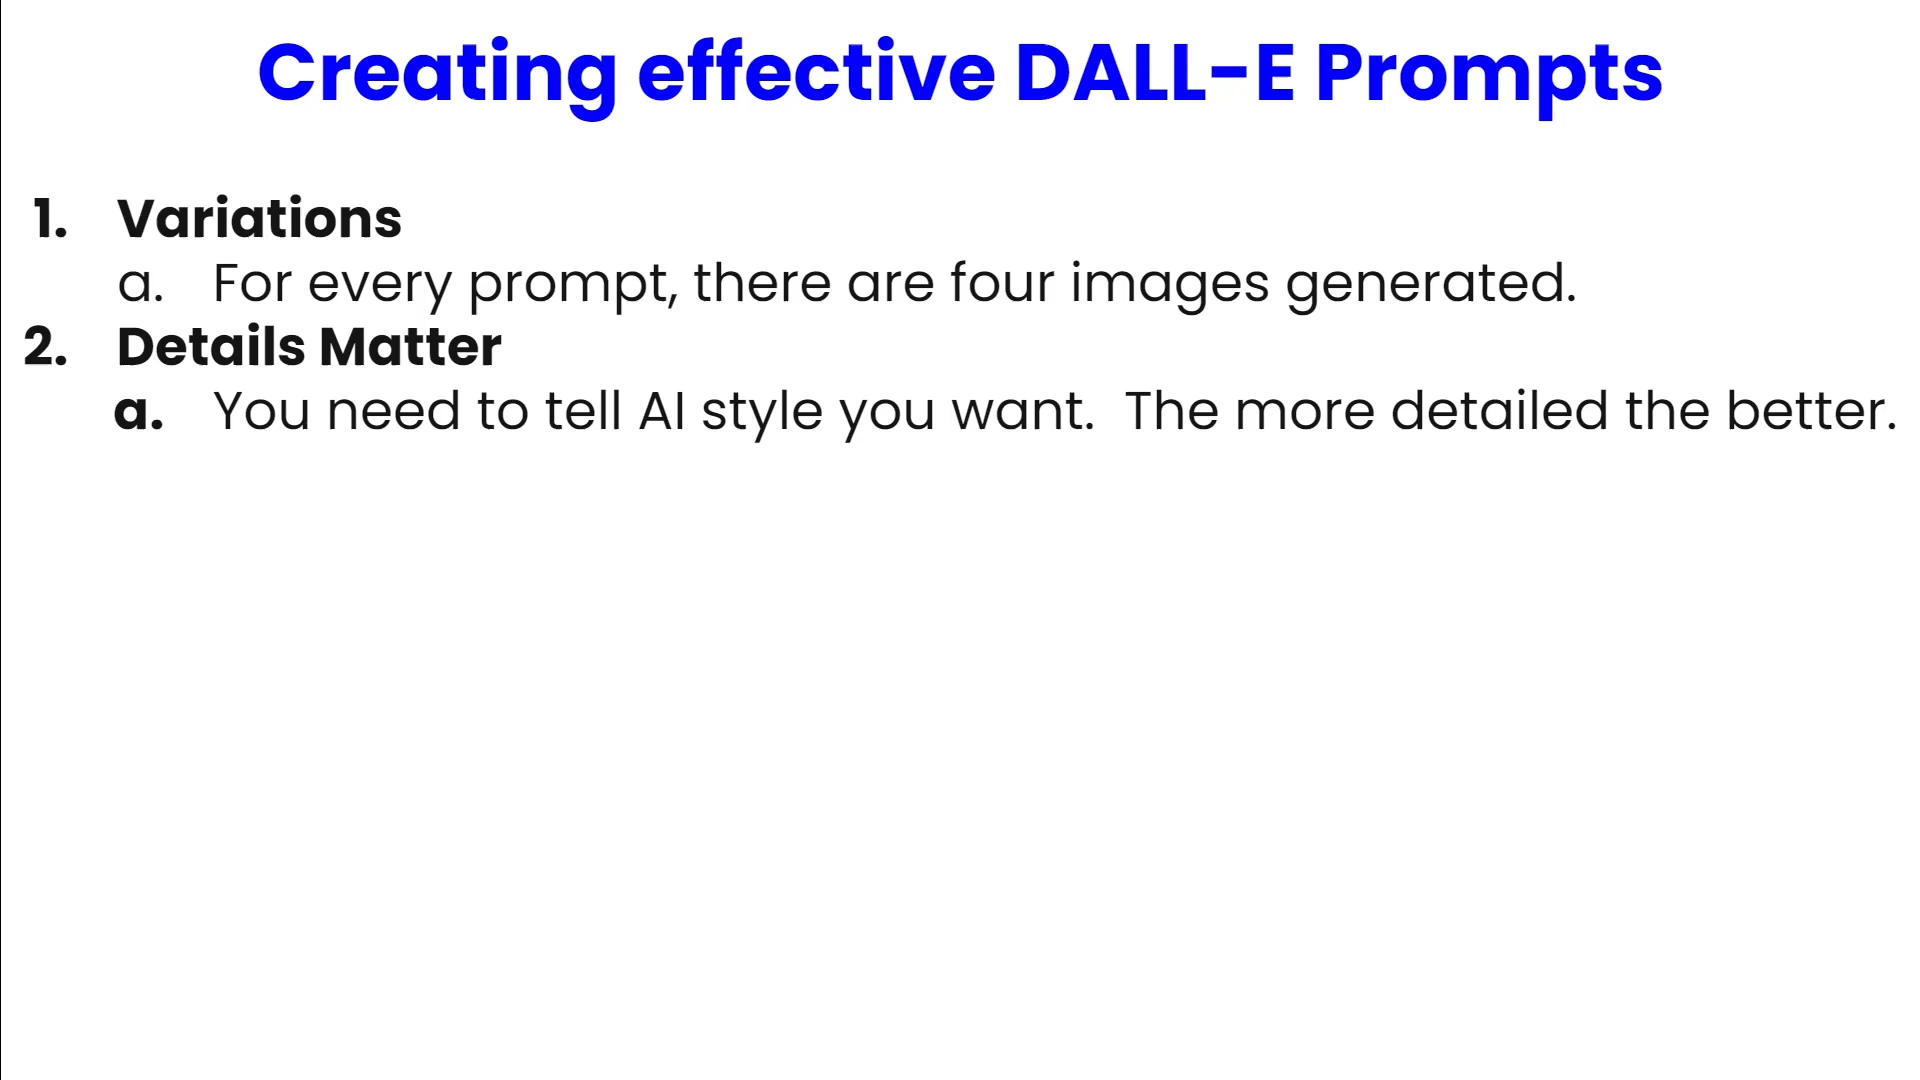 Creating effective DALL-E Prompts
1. Variations
a. For every prompt, there are four images generated.
2. Details Matter
a. You need to tell AI style you want.  The more detailed the better.